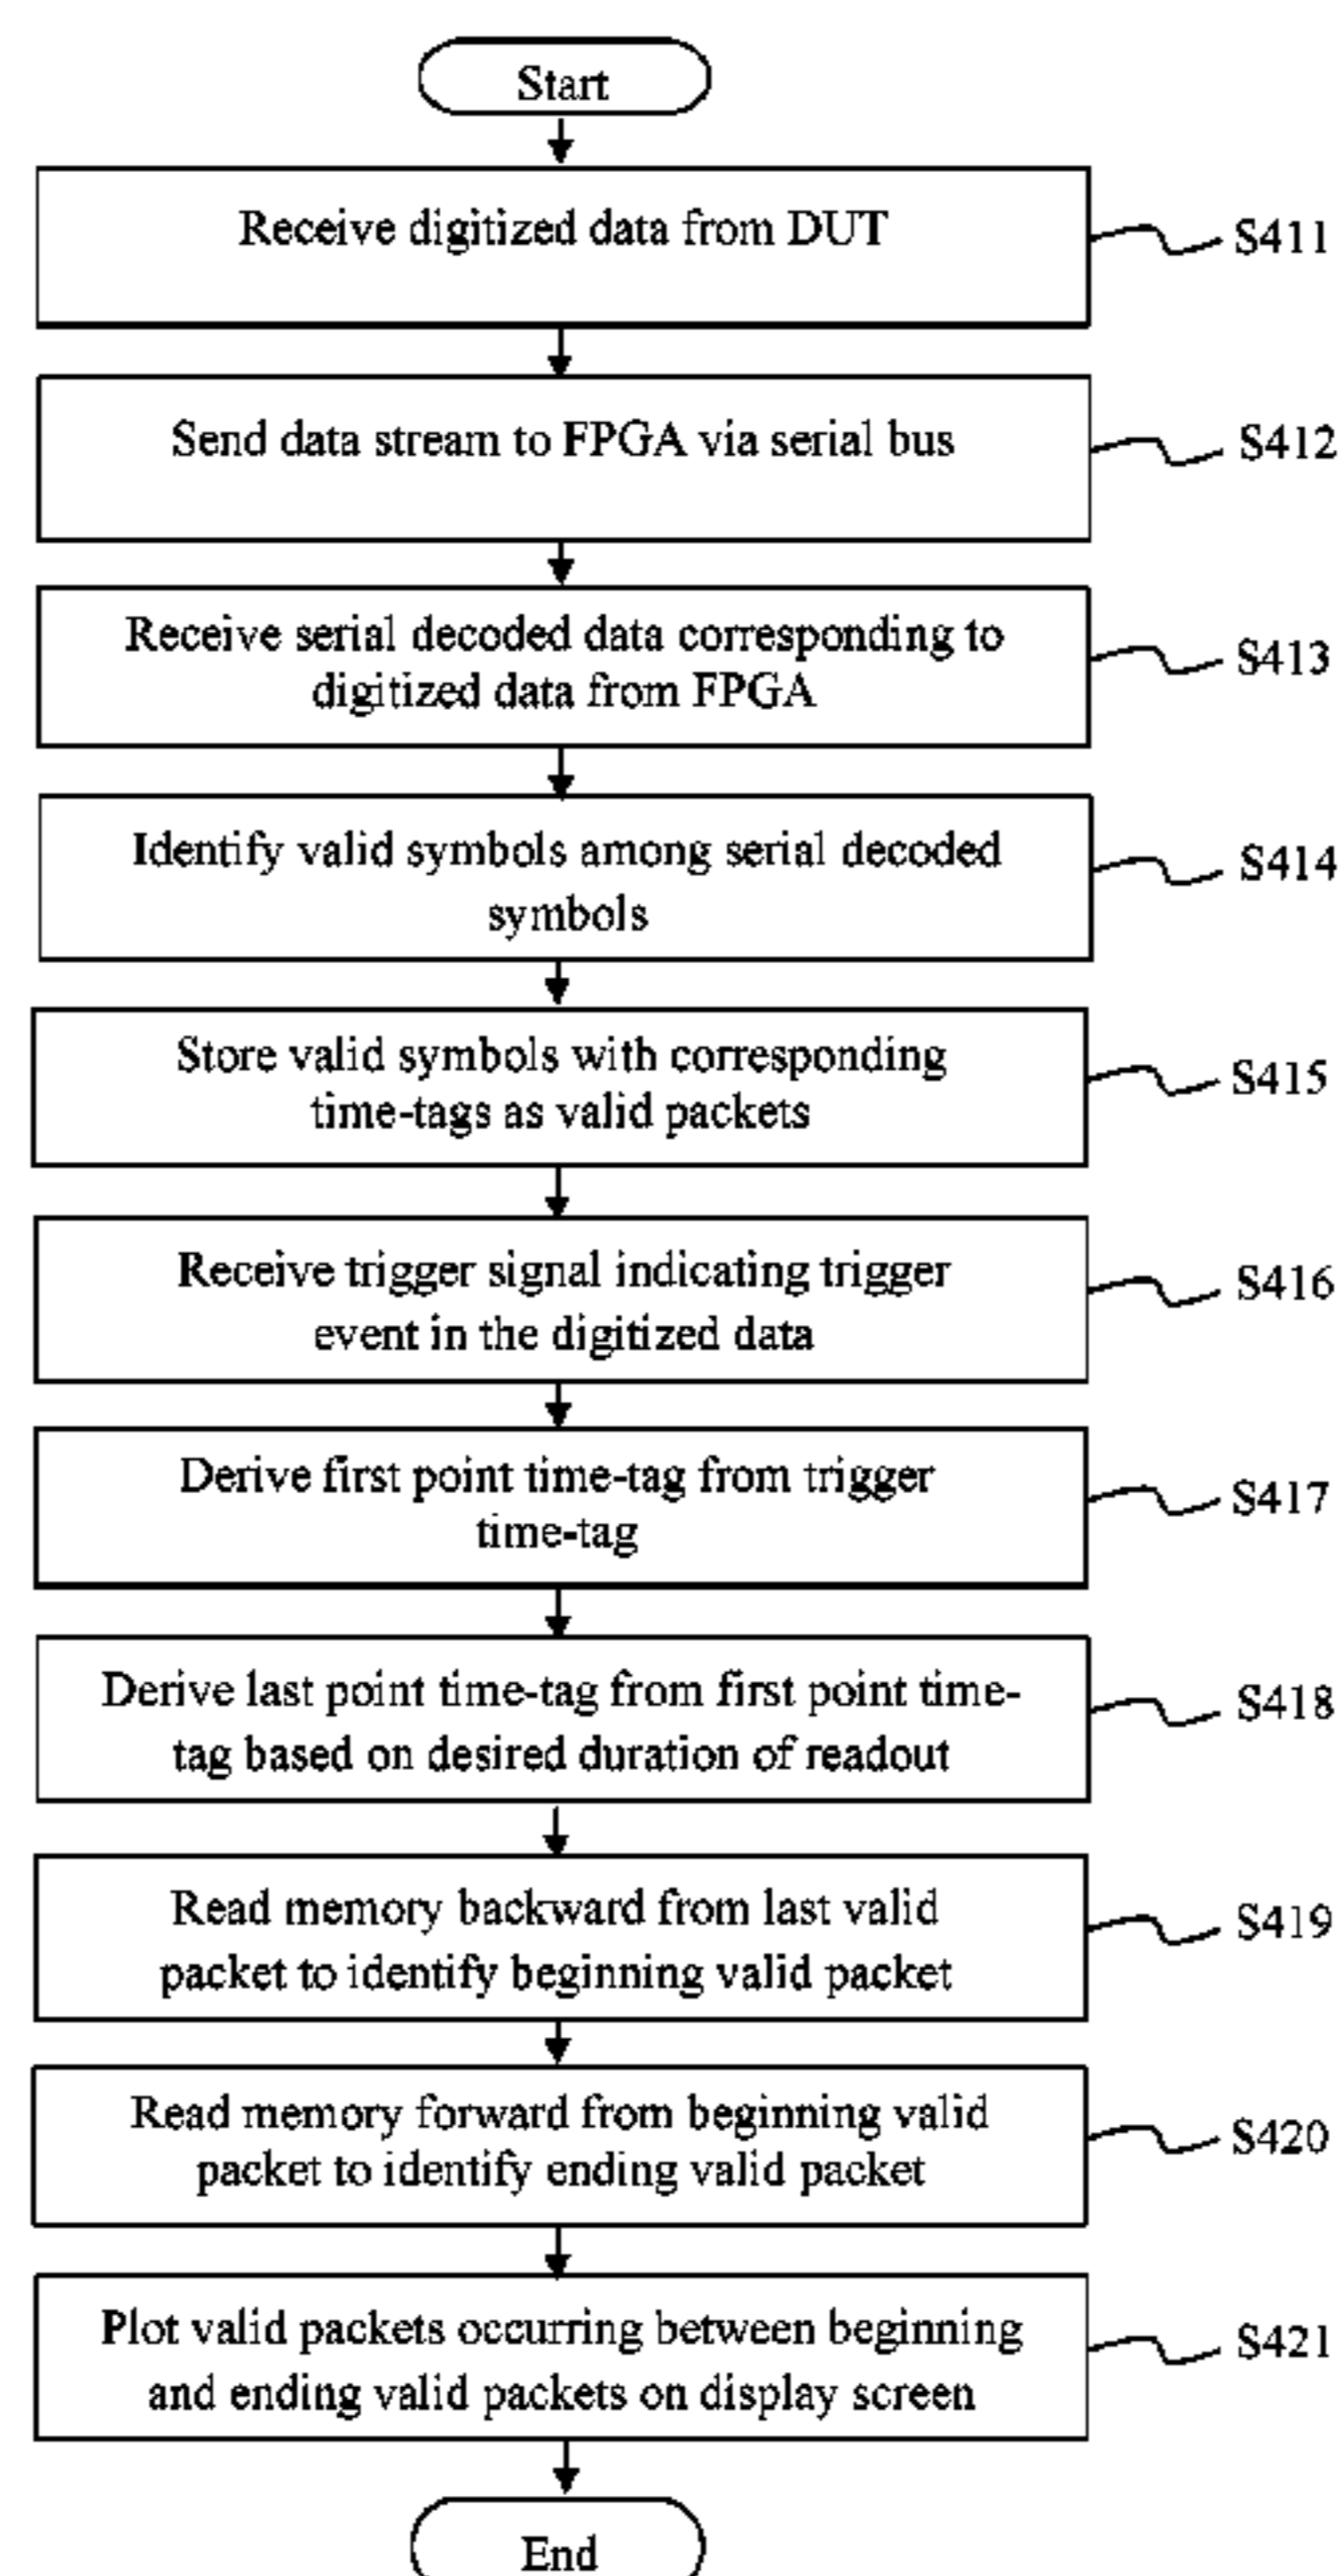 Start
Receive digitized data from DUT
S411
Send data stream to FPGA via serial bus
S412
Receive serial decoded data corresponding to
digitized data from FPGA
S413
Identify valid symbols among serial decoded
symbols
S414
Store valid symbols with corresponding
time-tags as valid packets
S415
Receive trigger signal indicating trigger
event in the digitized data
S416
Derive first point time-tag from trigger
time-tag
S417
Derive last point time-tag from first point time-
tag based on desired duration of readout
S418
Read memory backward from last valid
packet to identify beginning valid packet
S419
Read memory forward from beginning valid
packet to identify ending valid packet
S420
Plot valid packets occurring between beginning
and ending valid packets on display screen
S421
End